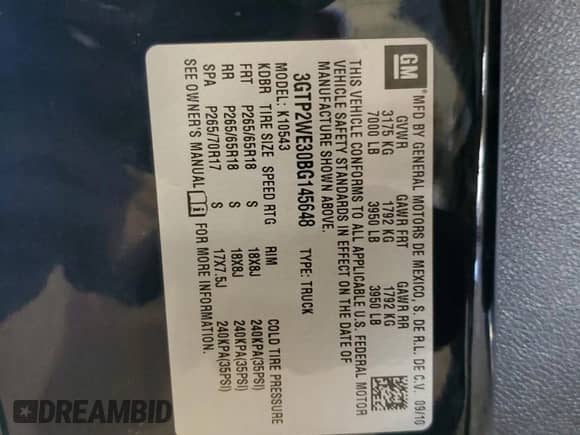 GM
MFD BY GENERAL MOTORS DE MEXICO, S. DE R.L. DE C.V. 09/10
GVWR GAWR FRT GAWR RR
3175 KG 1792 KG 1792 KG
7000 LB 3950 LB 3950 LB
THIS VEHICLE CONFORMS TO ALL APPLICABLE U.S. FEDERAL MOTOR
VEHICLE SAFETY STANDARDS IN EFFECT ON THE DATE OF
MANUFACTURE SHOWN ABOVE.
3GTP2WE30BG145648 TYPE: TRUCK
MODEL: K10543
KDBR TIRE SIZE SPEED RTG RIM COLD TIRE PRESSURE
FRT P265/65R18 S 18X8J 240KPA(35PSI)
RR P265/65R18 S 18X8J 240KPA(35PSI)
SPA P265/70R17 S 17X7.5J 240KPA(35PSI)
SEE OWNER'S MANUAL FOR MORE INFORMATION.
DREAMBID